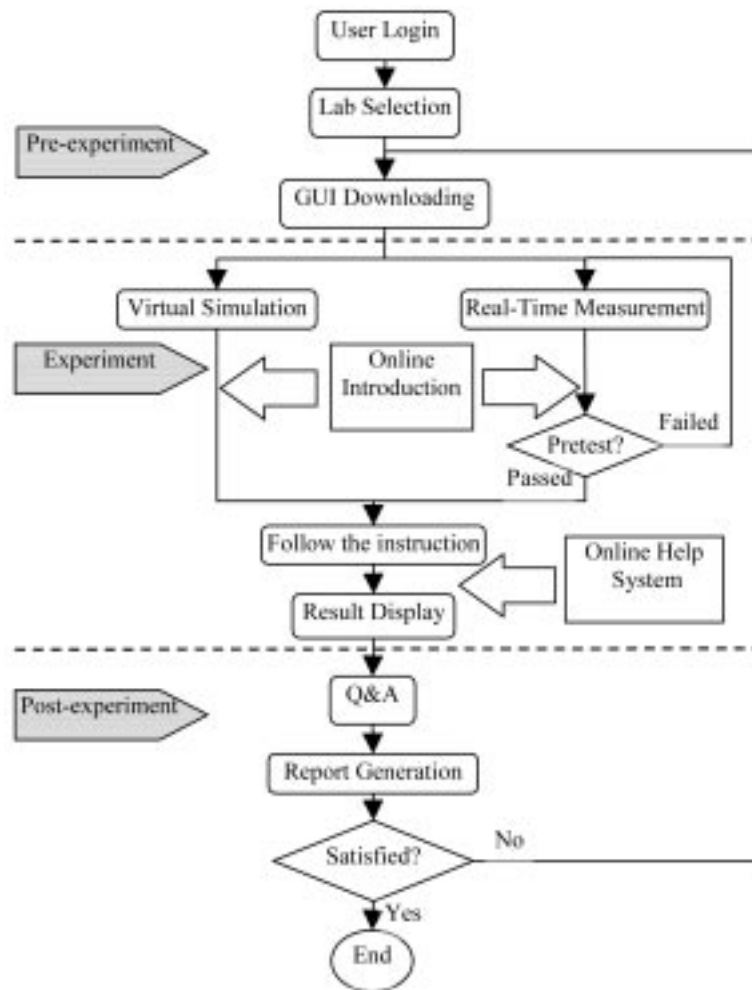 User Login
Lab Selection
Pre-experiment
GUI Downloading
Virtual Simulation
Real-Time Measurement
Experiment
Online
Introduction
Failed
Pretest?
Passed
Follow the instruction
Online Help
System
Result Display
Post-experiment
Q&A
Report Generation
Satisfied?
No
Yes
End